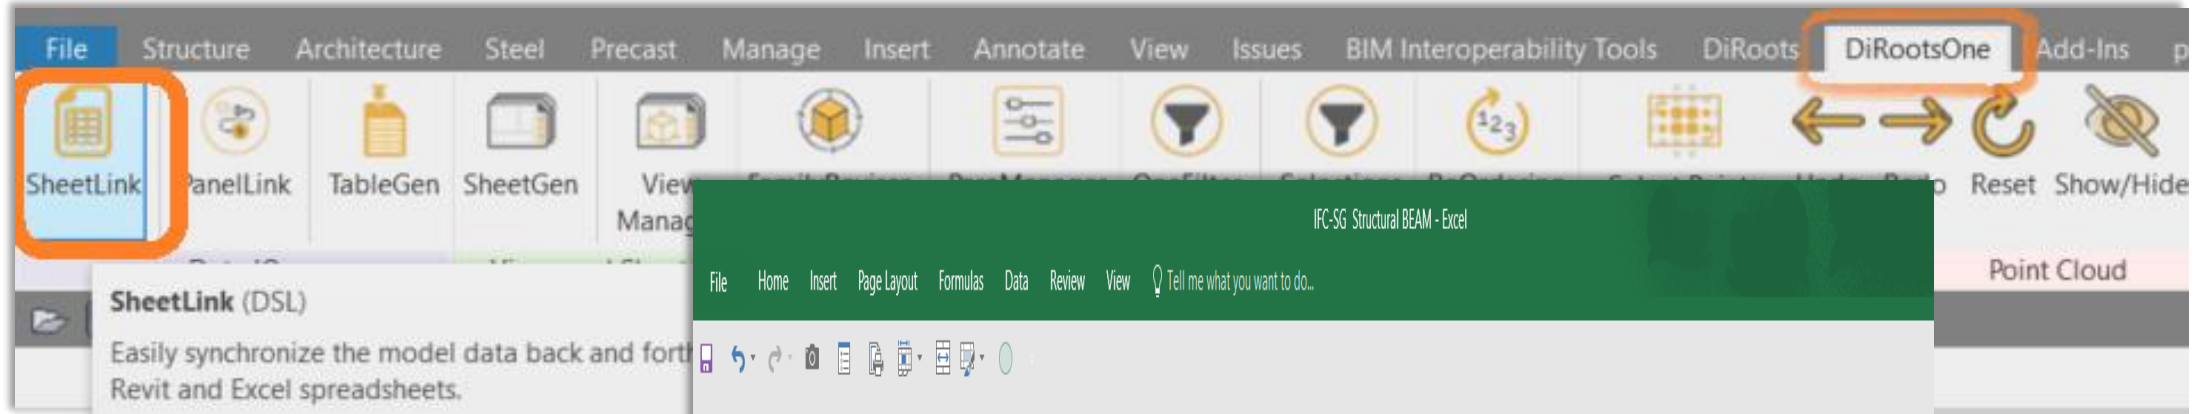 File Structure Architecture Steel Precast Manage Insert Annotate View Issues BIM Interoperability Tools DiRoots DiRootsOne Add-Ins p
SheetLink PanelLink TableGen SheetGen View Reset Show/Hide
Manag
Point Cloud
SheetLink (DSL)
Easily synchronize the model data back and forth
Revit and Excel spreadsheets.
123
IFC-SG Structural BEAM - Excel
File Home Insert Page Layout Formulas Data Review View Tell me what you want to do...